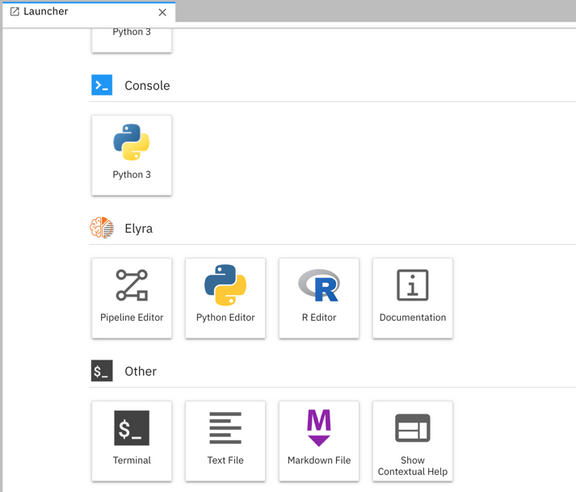 Launcher
Python 3
Console
Python 3
Elyra
Pipeline Editor
Python Editor
R Editor
Documentation
$_ Other
$_
M
Terminal
Text File
Markdown File
Show
Contextual Help